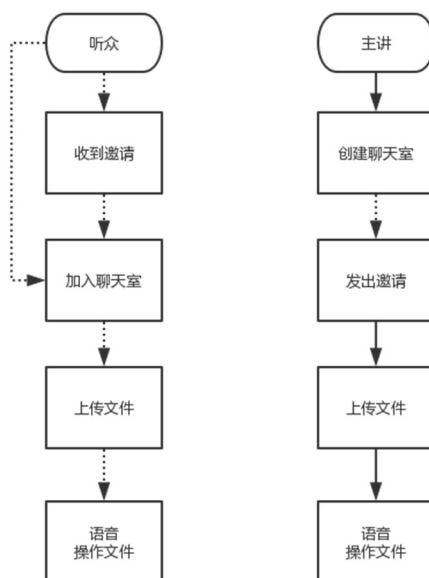 听众
收到邀请
加入聊天室
上传文件
语音
操作文件
主讲
创建聊天室
发出邀请
上传文件
语音
操作文件